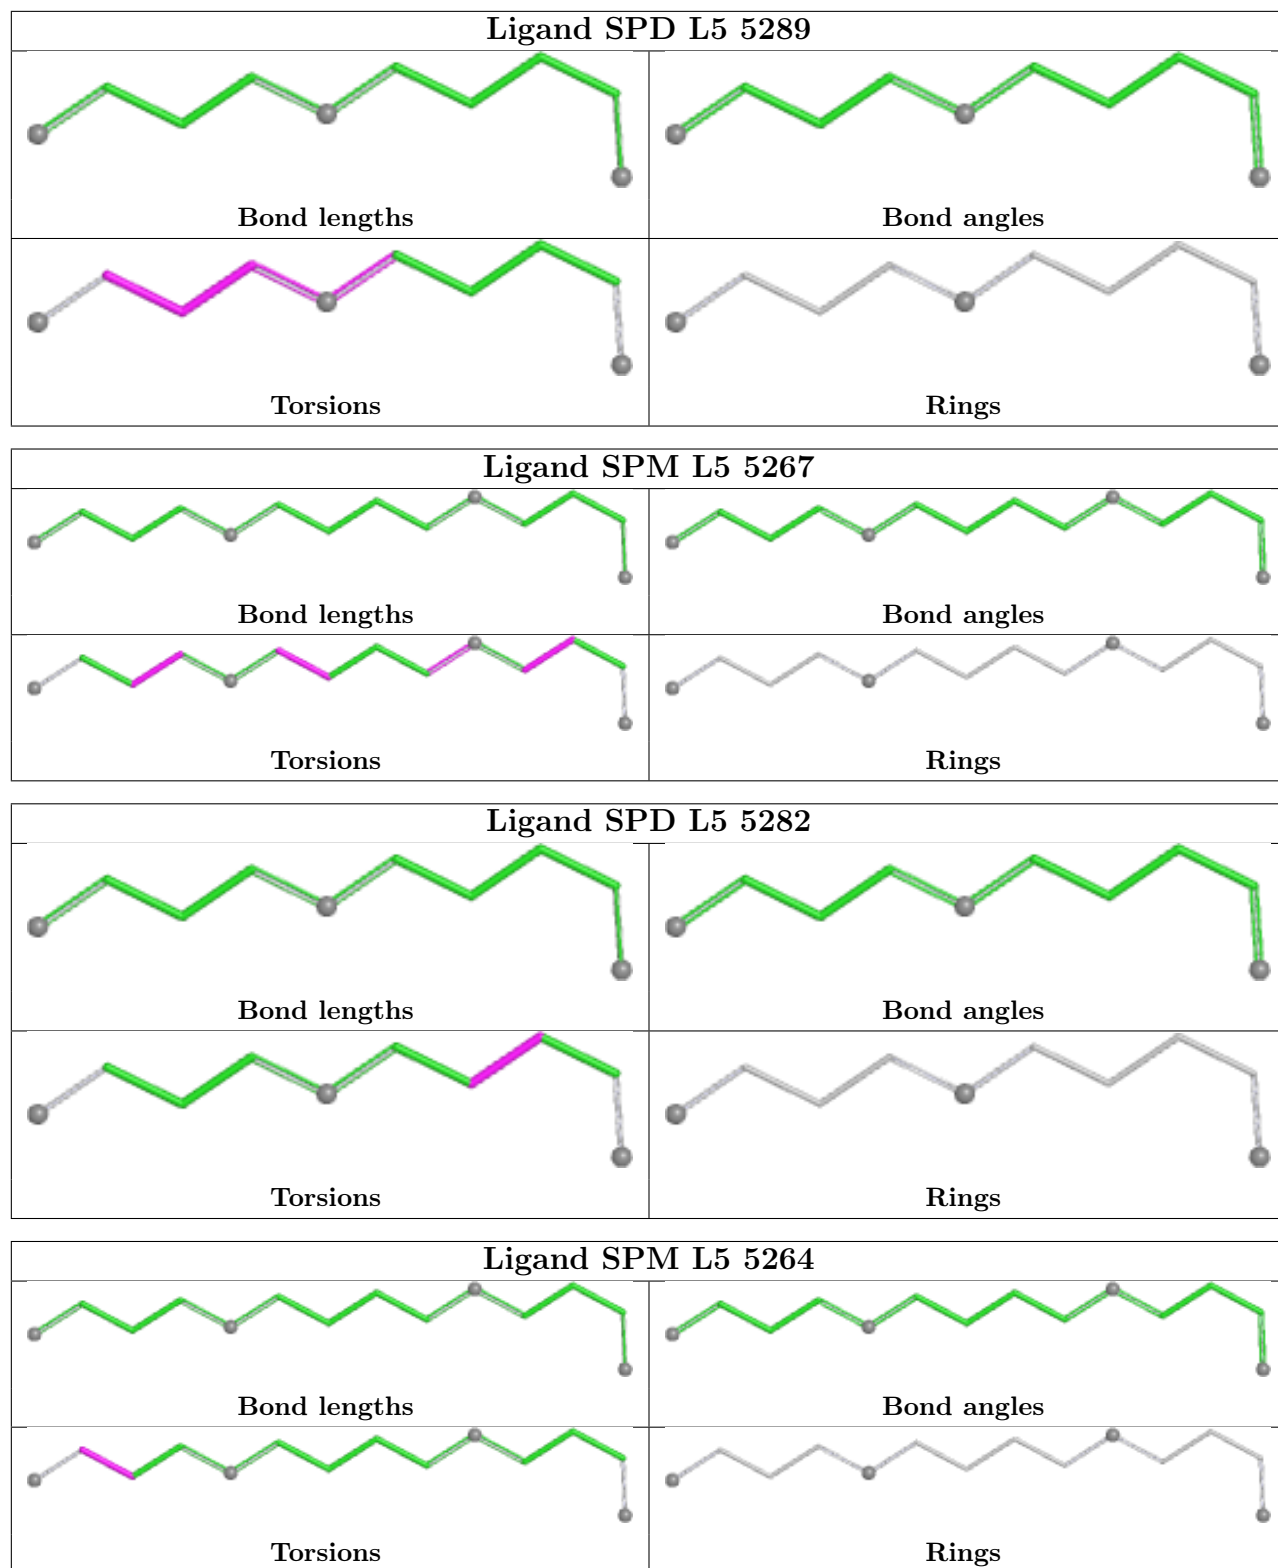 Ligand SPD L5 5289
Bond lengths
Bond angles
Torsions
Rings
Ligand SPM L5 5267
Bond lengths
Bond angles
Torsions
Rings
Ligand SPD L5 5282
Bond lengths
Bond angles
Torsions
Rings
Ligand SPM L5 5264
Bond lengths
Bond angles
Torsions
Rings